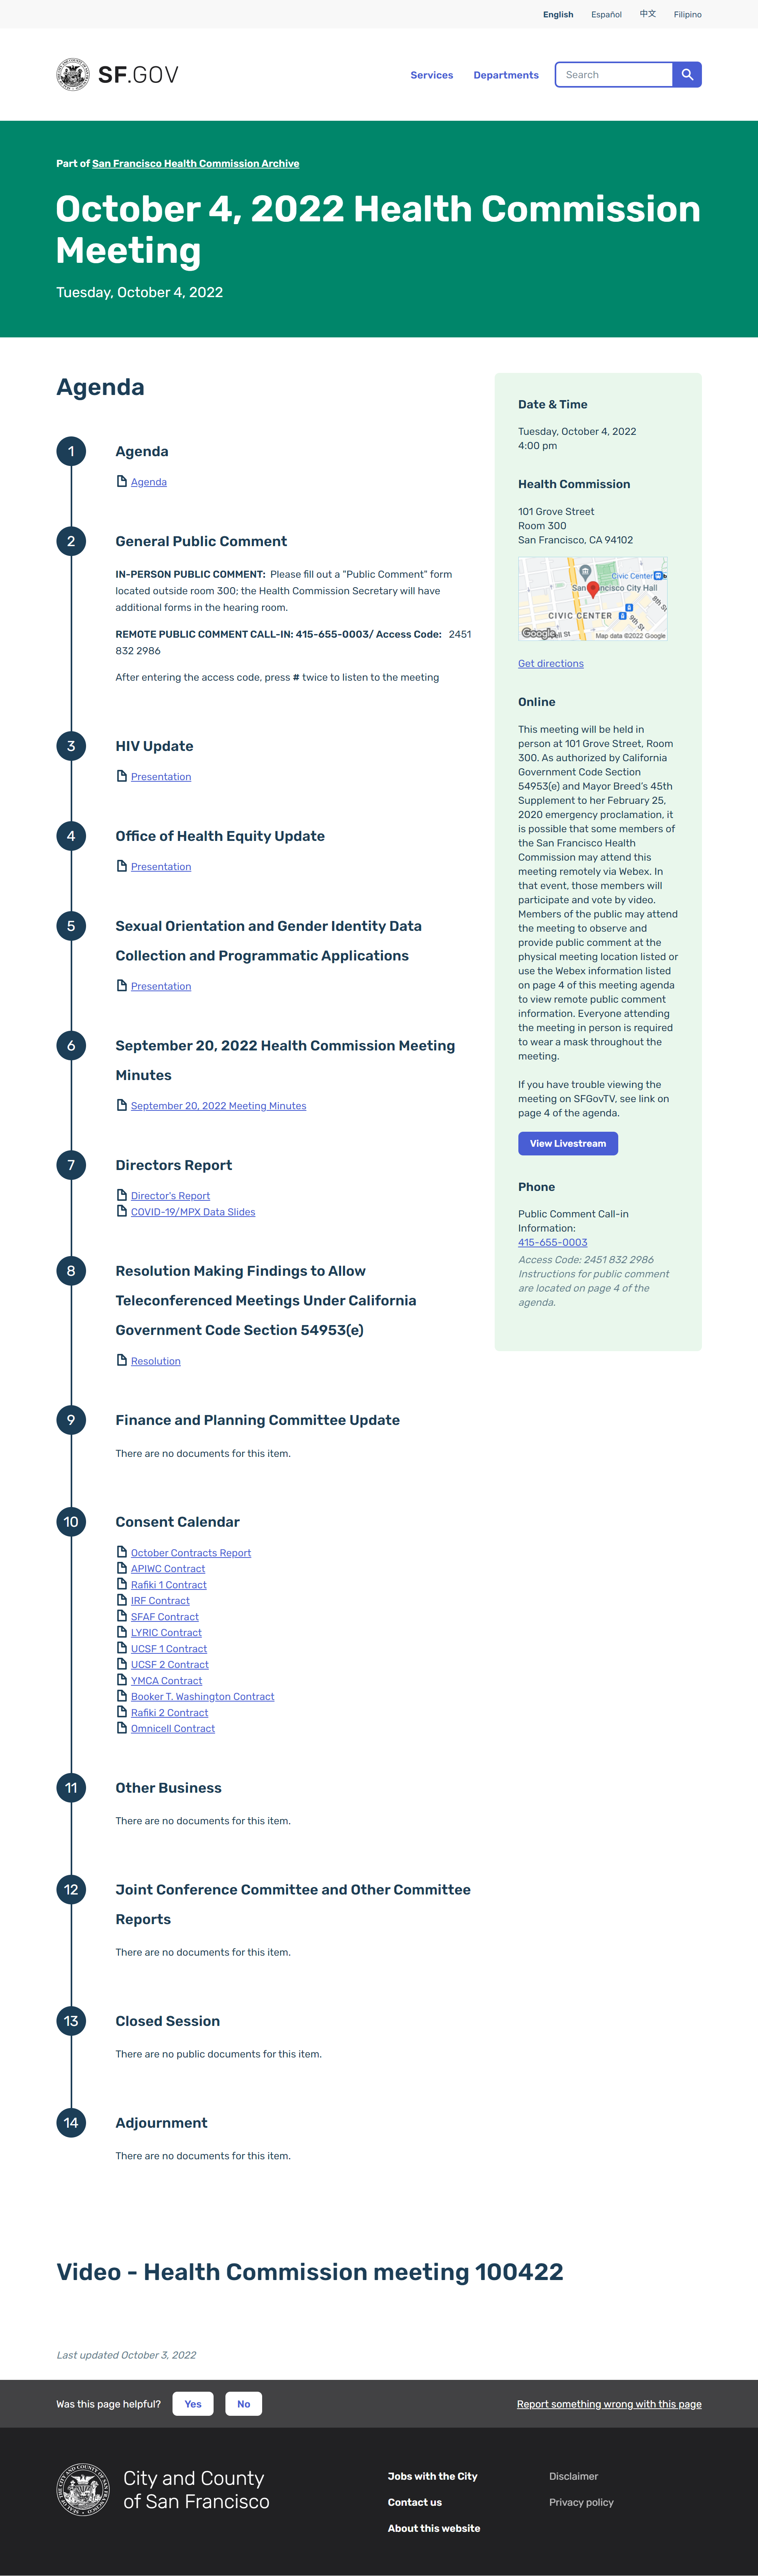 English Español 中文 Filipino
SF.GOV
Services Departments Search
Part of San Francisco Health Commission Archive
October 4, 2022 Health Commission
Meeting
Tuesday, October 4, 2022
Agenda
1 Agenda
Agenda
2 General Public Comment
IN-PERSON PUBLIC COMMENT: Please fill out a "Public Comment" form
located outside room 300; the Health Commission Secretary will have
additional forms in the hearing room.
REMOTE PUBLIC COMMENT CALL-IN: 415-655-0003/ Access Code: 2451
832 2986
After entering the access code, press # twice to listen to the meeting
3 HIV Update
Presentation
4 Office of Health Equity Update
Presentation
5 Sexual Orientation and Gender Identity Data
Collection and Programmatic Applications
Presentation
6 September 20, 2022 Health Commission Meeting
Minutes
September 20, 2022 Meeting Minutes
7 Directors Report
Director's Report
COVID-19/MPX Data Slides
8 Resolution Making Findings to Allow
Teleconferenced Meetings Under California
Government Code Section 54953(e)
Resolution
9 Finance and Planning Committee Update
There are no documents for this item.
10 Consent Calendar
October Contracts Report
APIWC Contract
Rafiki 1 Contract
IRF Contract
SFAF Contract
LYRIC Contract
UCSF 1 Contract
UCSF 2 Contract
YMCA Contract
Booker T. Washington Contract
Rafiki 2 Contract
Omnicell Contract
11 Other Business
There are no documents for this item.
12 Joint Conference Committee and Other Committee
Reports
There are no documents for this item.
13 Closed Session
There are no public documents for this item.
14 Adjournment
There are no documents for this item.
Date & Time
Tuesday, October 4, 2022
4:00 pm
Health Commission
101 Grove Street
Room 300
San Francisco, CA 94102
Civic Center
San Francisco City Hall
8th St
CIVIC CENTER
9th St
Google
ell St
Map data ©2022 Google
Get directions
Online
This meeting will be held in
person at 101 Grove Street, Room
300. As authorized by California
Government Code Section
54953(e) and Mayor Breed's 45th
Supplement to her February 25,
2020 emergency proclamation, it
is possible that some members of
the San Francisco Health
Commission may attend this
meeting remotely via Webex. In
that event, those members will
participate and vote by video.
Members of the public may attend
the meeting to observe and
provide public comment at the
physical meeting location listed or
use the Webex information listed
on page 4 of this meeting agenda
to view remote public comment
information. Everyone attending
the meeting in person is required
to wear a mask throughout the
meeting.
If you have trouble viewing the
meeting on SFGovTV, see link on
page 4 of the agenda.
View Livestream
Phone
Public Comment Call-in
Information:
415-655-0003
Access Code: 2451 832 2986
Instructions for public comment
are located on page 4 of the
agenda.
Video - Health Commission meeting 100422
Last updated October 3, 2022
Was this page helpful? Yes No Report something wrong with this page
City and County
of San Francisco
Jobs with the City
Contact us
About this website
Disclaimer
Privacy policy